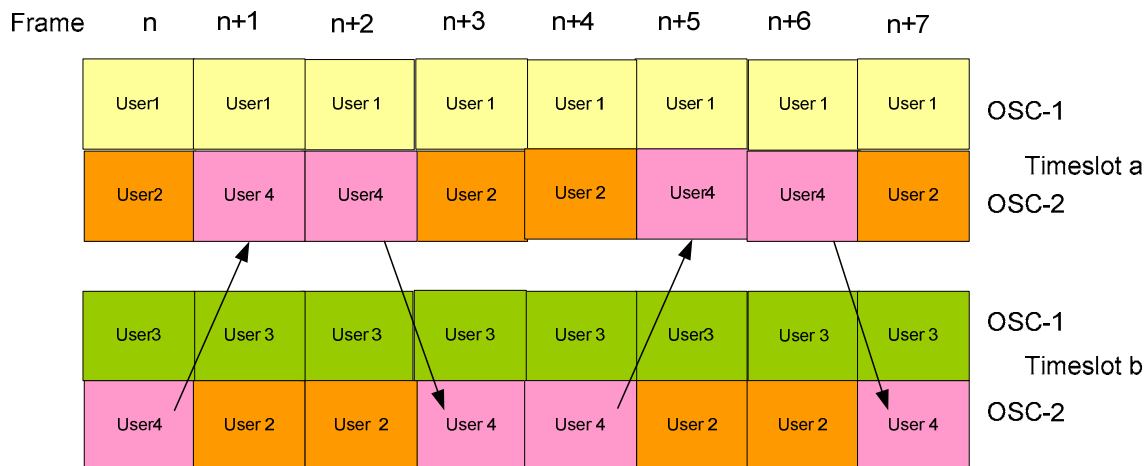 Frame n n+1 n+2 n+3 n+4 n+5 n+6 n+7
User1 User1 User 1 User 1 User 1 User 1 User 1 User 1
OSC-1
Timeslot a
User2 User 4 User4 User 2 User 2 User4 User4 User 2
OSC-2
User3 User 3 User 3 User 3 User 3 User3 User 3 User 3
OSC-1
Timeslot b
User4 User 2 User 2 User 4 User 4 User 2 User 2 User 4
OSC-2